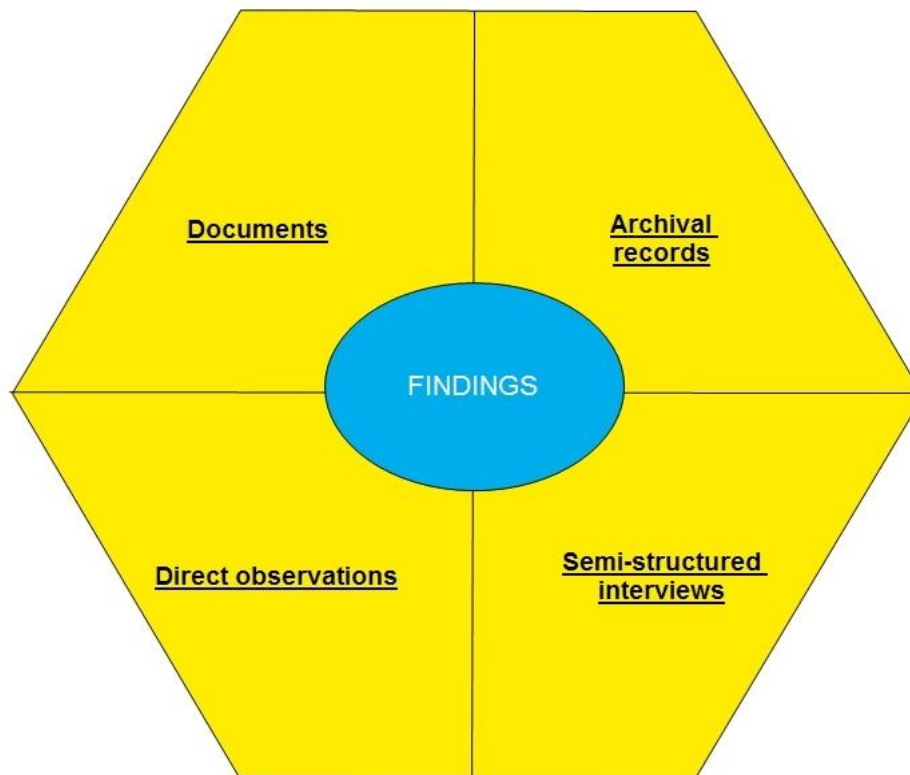 Documents
Archival
records
FINDINGS
Direct observations
Semi-structured
interviews